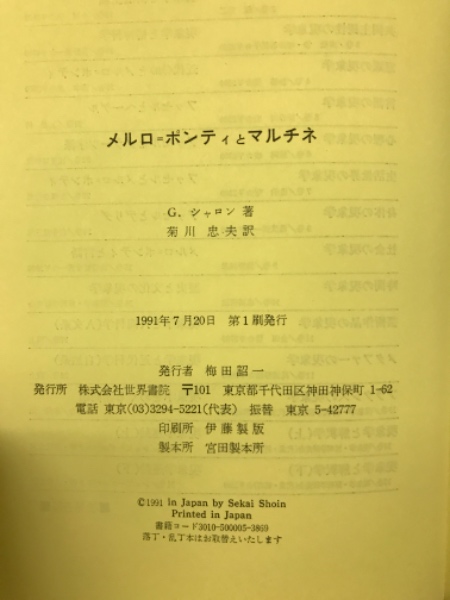 メルロ=ポンティとマルチネ
G. シャロン 著
菊川 忠夫 訳
1991年7月20日 第1刷発行
発行者 梅田詔一
発行所 株式会社世界書院 〒101 東京都千代田区神田神保町1-62
電話 東京(03)3294-5221(代表) 振替 東京 5-42777
印刷所 伊藤製版
製本所 宮田製本所
©1991 in Japan by Sekai Shoin
Printed in Japan
書籍コード3010-500005-3869
落丁・乱丁本はお取替えいたします